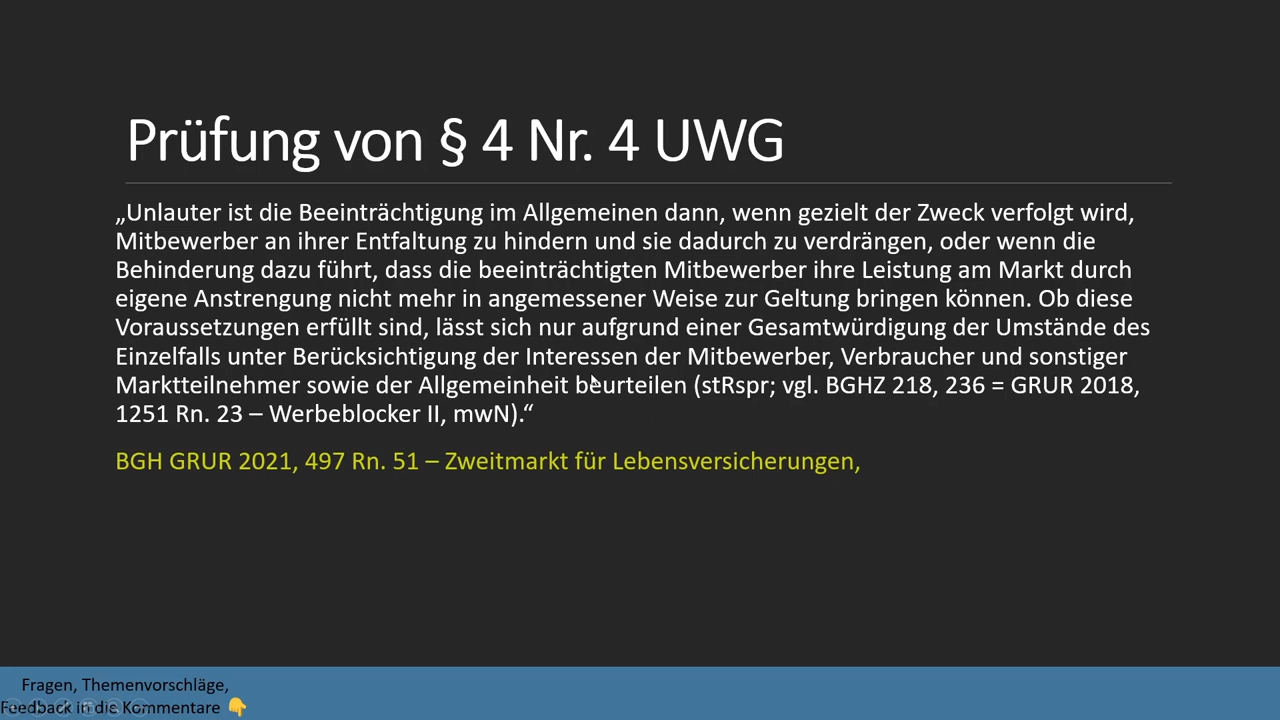 Prüfung von § 4 Nr. 4 UWG
„Unlauter ist die Beeinträchtigung im Allgemeinen dann, wenn gezielt der Zweck verfolgt wird,
Mitbewerber an ihrer Entfaltung zu hindern und sie dadurch zu verdrängen, oder wenn die
Behinderung dazu führt, dass die beeinträchtigten Mitbewerber ihre Leistung am Markt durch
eigene Anstrengung nicht mehr in angemessener Weise zur Geltung bringen können. Ob diese
Voraussetzungen erfüllt sind, lässt sich nur aufgrund einer Gesamtwürdigung der Umstände des
Einzelfalls unter Berücksichtigung der Interessen der Mitbewerber, Verbraucher und sonstiger
Marktteilnehmer sowie der Allgemeinheit beurteilen (stRspr; vgl. BGHZ 218, 236 = GRUR 2018,
1251 Rn. 23 – Werbeblocker II, mwN).“
BGH GRUR 2021, 497 Rn. 51 – Zweitmarkt für Lebensversicherungen,
Fragen, Themenvorschläge,
Feedback in die Kommentare 👇